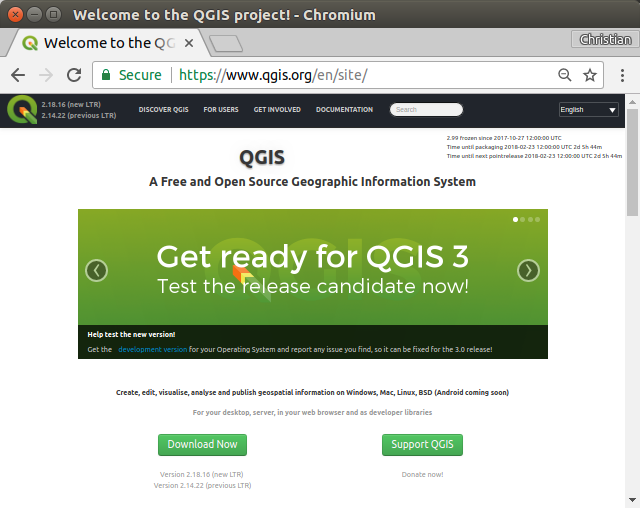 Welcome to the QGIS project! - Chromium
Welcome to the QG
Christian
Secure https://www.qgis.org/en/site/
2.18.16 (new LTR)
2.14.22 (previous LTR)
DISCOVER QGIS FOR USERS GET INVOLVED DOCUMENTATION Search English
2.99 frozen since 2017-10-27 12:00:00 UTC
Time until packaging 2018-02-23 12:00:00 UTC 2d 5h 44m
Time until next pointrelease 2018-02-23 12:00:00 UTC 2d 5h 44m
QGIS
A Free and Open Source Geographic Information System
QGIS
Get ready for QGIS 3
Test the release candidate now!
Help test the new version!
Get the development version for your Operating System and report any issue you find, so it can be fixed for the 3.0 release!
Create, edit, visualise, analyse and publish geospatial information on Windows, Mac, Linux, BSD (Android coming soon)
For your desktop, server, in your web browser and as developer libraries
Download Now Support QGIS
Version 2.18.16 (new LTR) Donate now!
Version 2.14.22 (previous LTR)